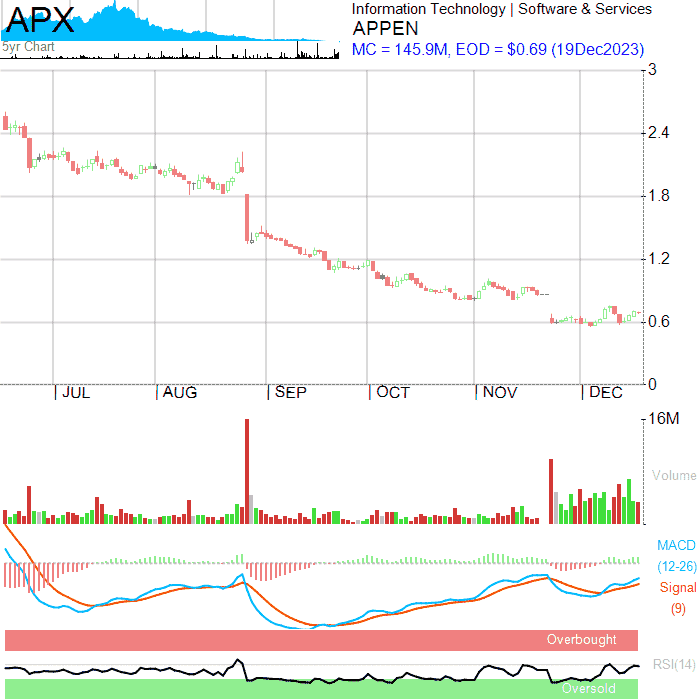 APX
5yr Chart
Information Technology | Software & Services
APPEN
MC = 145.9M, EOD = $0.69 (19Dec2023)
3
2.4
1.8
1.2
0.6
0
JUL AUG SEP OCT NOV DEC
16M
Volume
MACD
(12-26)
Signal
(9)
Overbought
RSI(14)
Oversold